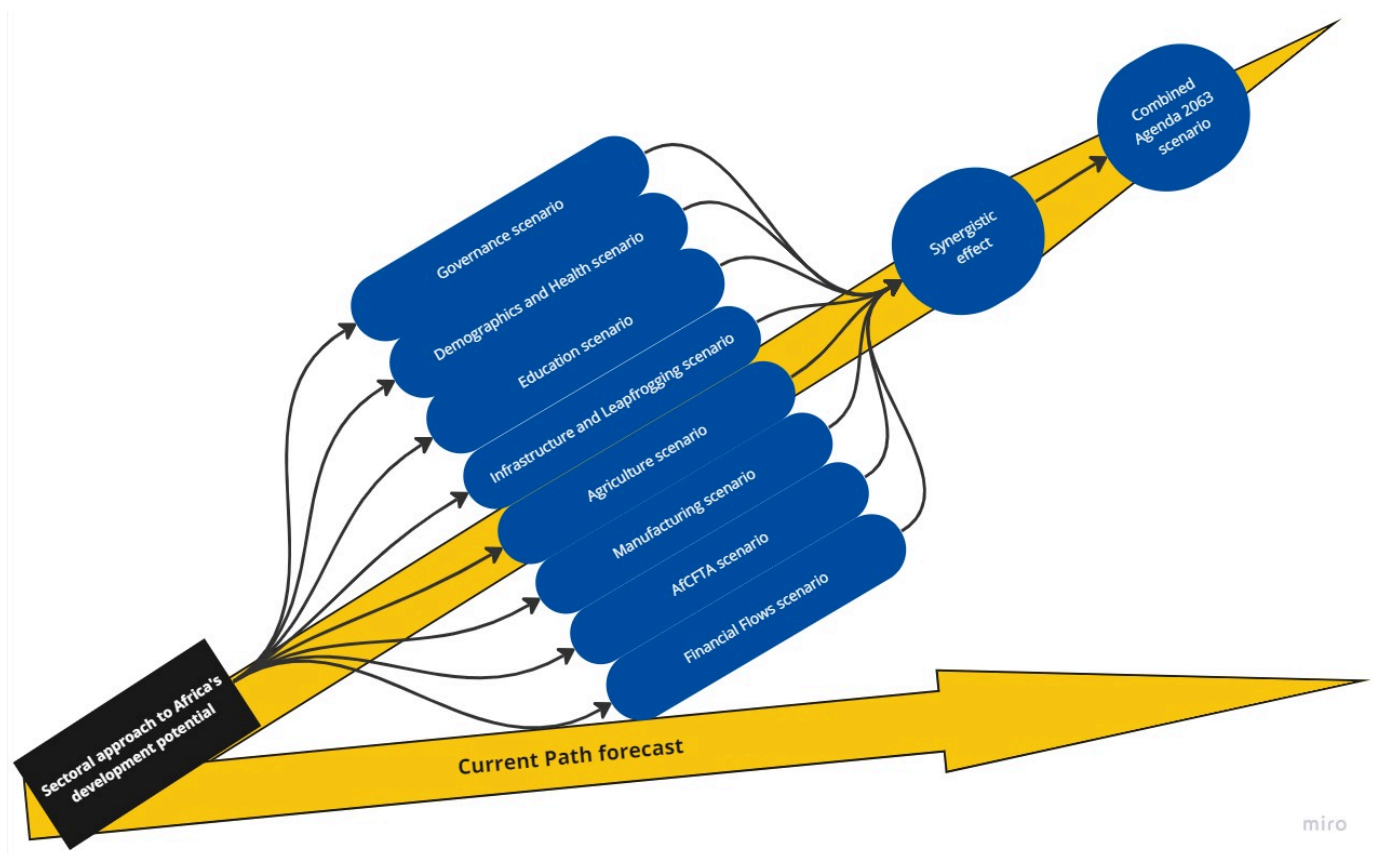 Combined
Agenda 2063
scenario
Synergistic
effect
Governance scenario
Demographics and Health scenario
Education scenario
Infrastructure and Leapfrogging scenario
Agriculture scenario
Manufacturing scenario
AfCFTA scenario
Financial Flows scenario
Sectoral approach to Africa's
development potential
Current Path forecast
miro